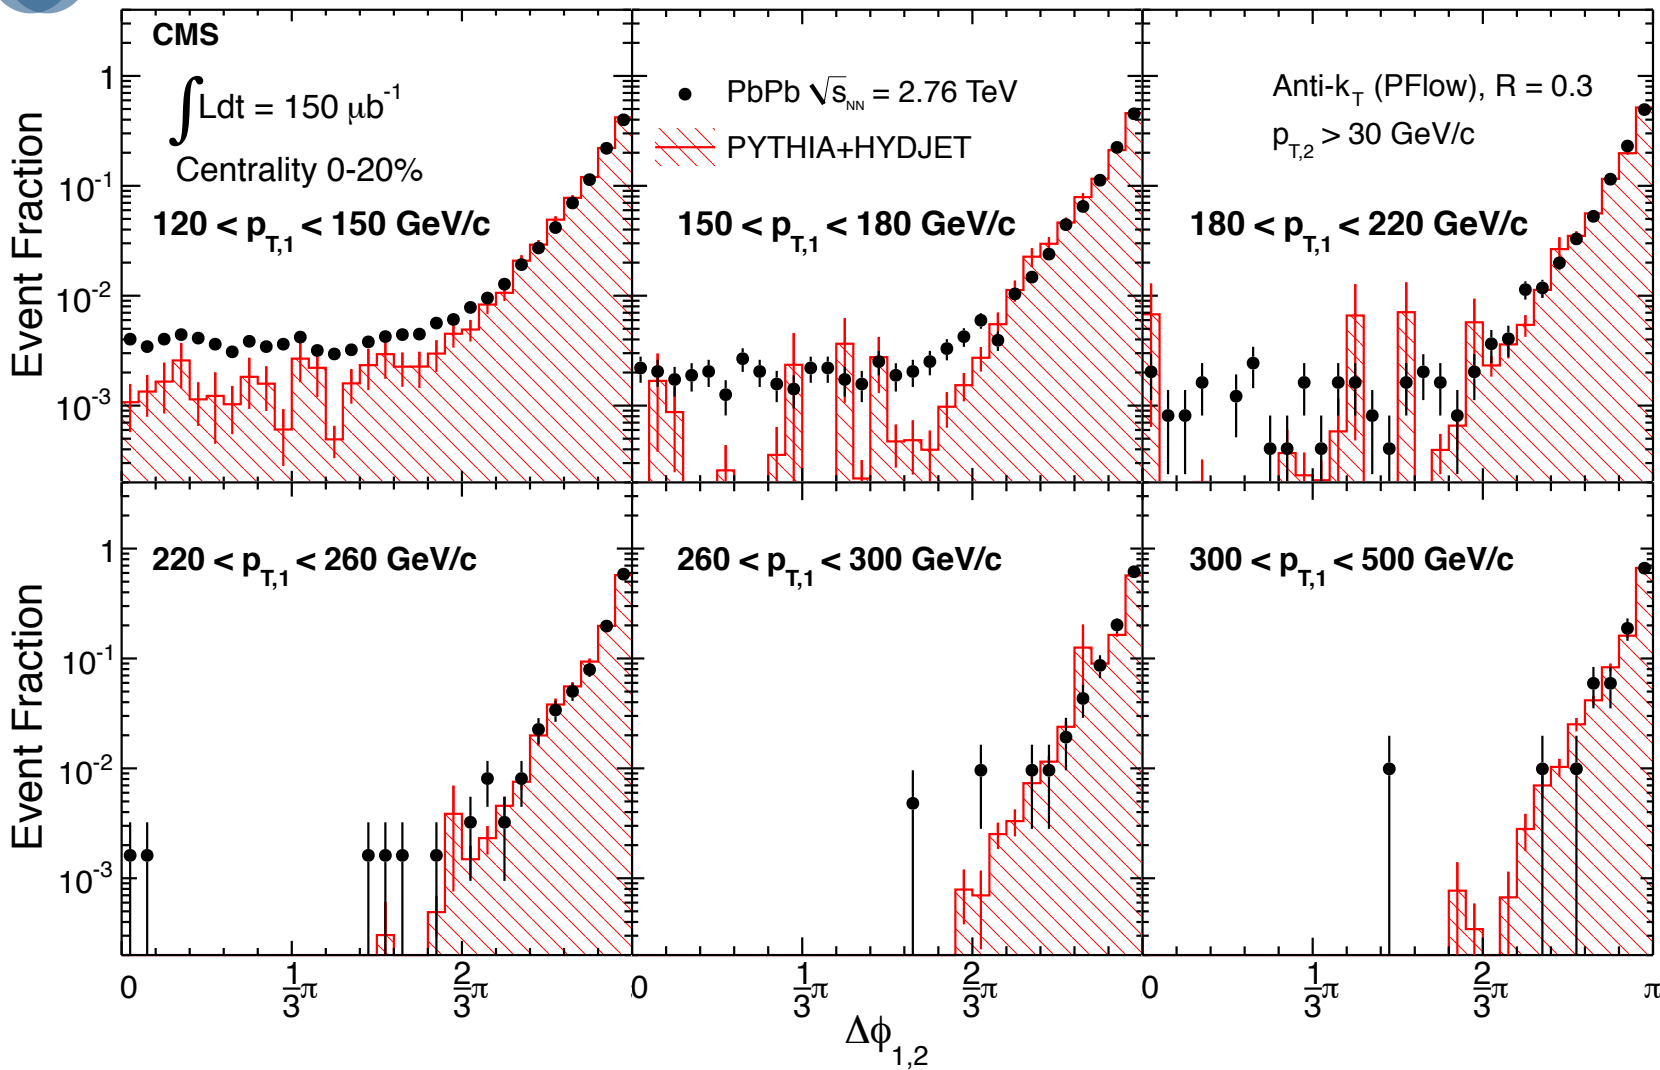 CMS
∫Ldt = 150 μb⁻¹
Centrality 0-20%
120 < p_T,1 < 150 GeV/c
PbPb √s_NN = 2.76 TeV
PYTHIA+HYDJET
150 < p_T,1 < 180 GeV/c
Anti-k_T (PFlow), R = 0.3
p_T,2 > 30 GeV/c
180 < p_T,1 < 220 GeV/c
Event Fraction
1
10⁻¹
10⁻²
10⁻³
220 < p_T,1 < 260 GeV/c
260 < p_T,1 < 300 GeV/c
300 < p_T,1 < 500 GeV/c
Event Fraction
1
10⁻¹
10⁻²
10⁻³
0 1/3π 2/3π 0 1/3π 2/3π 0 1/3π 2/3π π
Δϕ_1,2